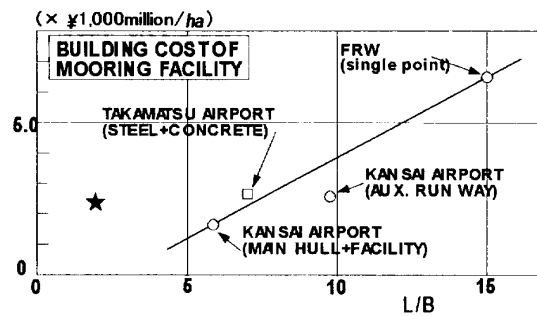 (× ¥1,000million/ha)
BUILDING COST OF
MOORING FACILITY
FRW
(single point)
TAKAMATSU AIRPORT
(STEEL+CONCRETE)
5.0
KANSAI AIRPORT
(AUX. RUN WAY)
KANSAI AIRPORT
(MAIN HULL+FACILITY)
0
0 5 10 15
L/B